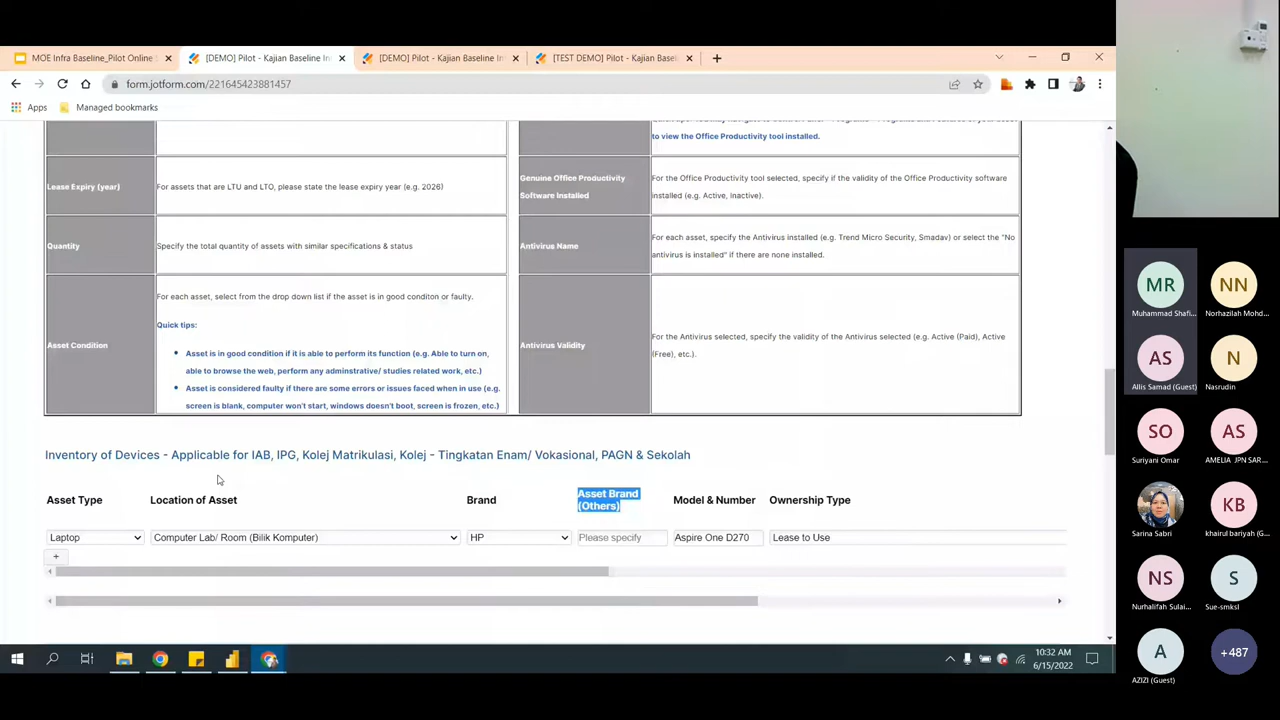 MOE Infra Baseline_Pilot Online
[DEMO] Pilot - Kajian Baseline In
[DEMO] Pilot - Kajian Baseline In
[TEST DEMO] Pilot - Kajian Basel
form.jotform.com/221645423881457
Apps
Managed bookmarks
to view the Office Productivity tool installed.
Lease Expiry (year)
For assets that are LTU and LTO, please state the lease expiry year (e.g. 2026)
Genuine Office Productivity
Software Installed
For the Office Productivity tool selected, specify if the validity of the Office Productivity software
installed (e.g. Active, Inactive).
Quantity
Specify the total quantity of assets with similar specifications & status
Antivirus Name
For each asset, specify the Antivirus installed (e.g. Trend Micro Security, Smadav) or select the "No
antivirus is installed" if there are none installed.
Asset Condition
For each asset, select from the drop down list if the asset is in good conditon or faulty.
Quick tips:
Asset is in good condition if it is able to perform its function (e.g. Able to turn on,
able to browse the web, perform any adminstrative/ studies related work, etc.)
Asset is considered faulty if there are some errors or issues faced when in use (e.g.
screen is blank, computer won't start, windows doesn't boot, screen is frozen, etc.)
Antivirus Validity
For the Antivirus selected, specify the validity of the Antivirus selected (e.g. Active (Paid), Active
(Free), etc.).
Inventory of Devices - Applicable for IAB, IPG, Kolej Matrikulasi, Kolej - Tingkatan Enam/ Vokasional, PAGN & Sekolah
Asset Type
Location of Asset
Brand
Asset Brand
(Others)
Model & Number
Ownership Type
Laptop
Computer Lab/ Room (Bilik Komputer)
HP
Please specify
Aspire One D270
Lease to Use
+
10:32 AM
6/15/2022
MR
Muhammad Shafi...
NN
Norhazilah Mohd...
AS
Allis Samad (Guest)
N
Nasrudin
SO
Suriyani Omar
AS
AMELIA JPN SAR...
Sarina Sabri
KB
khairul bariyah (G...
NS
Nurhalifah Sulai...
S
Sue-smksl
A
AZIZI (Guest)
+487